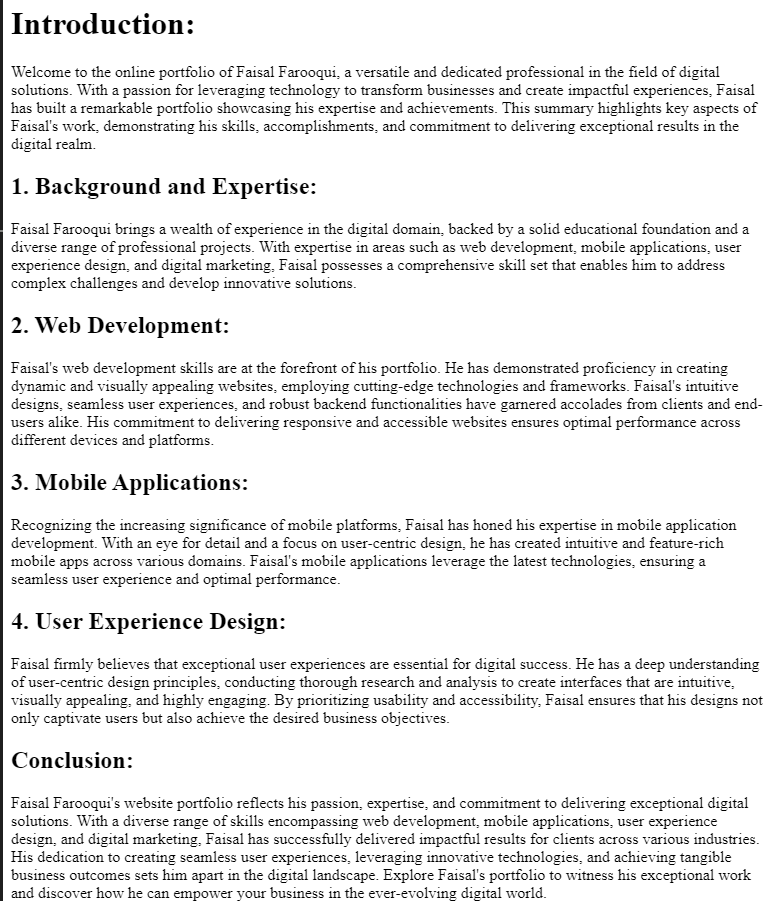 Introduction:
Welcome to the online portfolio of Faisal Farooqui, a versatile and dedicated professional in the field of digital
solutions. With a passion for leveraging technology to transform businesses and create impactful experiences, Faisal
has built a remarkable portfolio showcasing his expertise and achievements. This summary highlights key aspects of
Faisal's work, demonstrating his skills, accomplishments, and commitment to delivering exceptional results in the
digital realm.
1. Background and Expertise:
Faisal Farooqui brings a wealth of experience in the digital domain, backed by a solid educational foundation and a
diverse range of professional projects. With expertise in areas such as web development, mobile applications, user
experience design, and digital marketing, Faisal possesses a comprehensive skill set that enables him to address
complex challenges and develop innovative solutions.
2. Web Development:
Faisal's web development skills are at the forefront of his portfolio. He has demonstrated proficiency in creating
dynamic and visually appealing websites, employing cutting-edge technologies and frameworks. Faisal's intuitive
designs, seamless user experiences, and robust backend functionalities have garnered accolades from clients and end-
users alike. His commitment to delivering responsive and accessible websites ensures optimal performance across
different devices and platforms.
3. Mobile Applications:
Recognizing the increasing significance of mobile platforms, Faisal has honed his expertise in mobile application
development. With an eye for detail and a focus on user-centric design, he has created intuitive and feature-rich
mobile apps across various domains. Faisal's mobile applications leverage the latest technologies, ensuring a
seamless user experience and optimal performance.
4. User Experience Design:
Faisal firmly believes that exceptional user experiences are essential for digital success. He has a deep understanding
of user-centric design principles, conducting thorough research and analysis to create interfaces that are intuitive,
visually appealing, and highly engaging. By prioritizing usability and accessibility, Faisal ensures that his designs not
only captivate users but also achieve the desired business objectives.
Conclusion:
Faisal Farooqui's website portfolio reflects his passion, expertise, and commitment to delivering exceptional digital
solutions. With a diverse range of skills encompassing web development, mobile applications, user experience
design, and digital marketing, Faisal has successfully delivered impactful results for clients across various industries.
His dedication to creating seamless user experiences, leveraging innovative technologies, and achieving tangible
business outcomes sets him apart in the digital landscape. Explore Faisal's portfolio to witness his exceptional work
and discover how he can empower your business in the ever-evolving digital world.